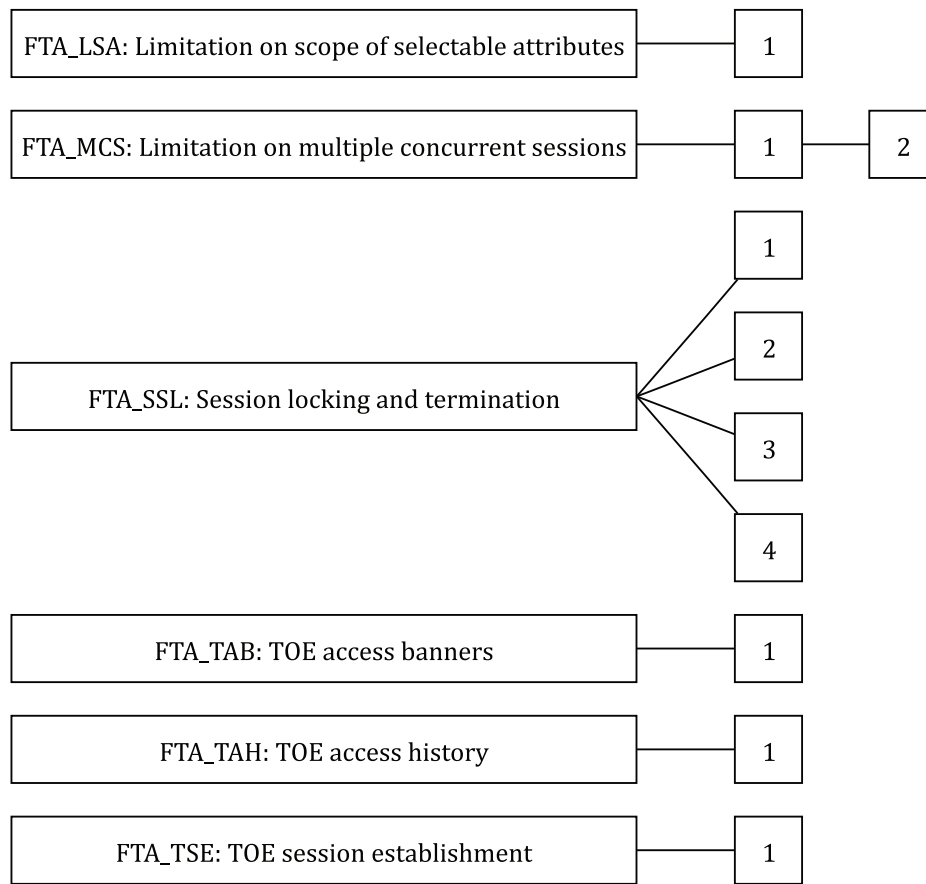 FTA_LSA: Limitation on scope of selectable attributes 1
FTA_MCS: Limitation on multiple concurrent sessions 1 2
1
2
FTA_SSL: Session locking and termination
3
4
FTA_TAB: TOE access banners 1
FTA_TAH: TOE access history 1
FTA_TSE: TOE session establishment 1